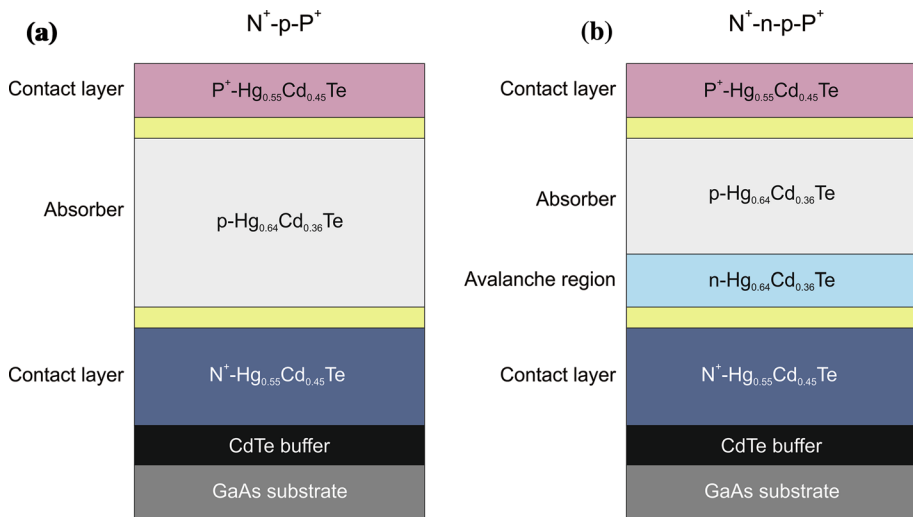 (a)
N⁺-p-P⁺
Contact layer
P⁺-Hg₀.₅₅Cd₀.₄₅Te
Absorber
p-Hg₀.₆₄Cd₀.₃₆Te
Contact layer
N⁺-Hg₀.₅₅Cd₀.₄₅Te
CdTe buffer
GaAs substrate
(b)
N⁺-n-p-P⁺
Contact layer
P⁺-Hg₀.₅₅Cd₀.₄₅Te
Absorber
p-Hg₀.₆₄Cd₀.₃₆Te
Avalanche region
n-Hg₀.₆₄Cd₀.₃₆Te
Contact layer
N⁺-Hg₀.₅₅Cd₀.₄₅Te
CdTe buffer
GaAs substrate